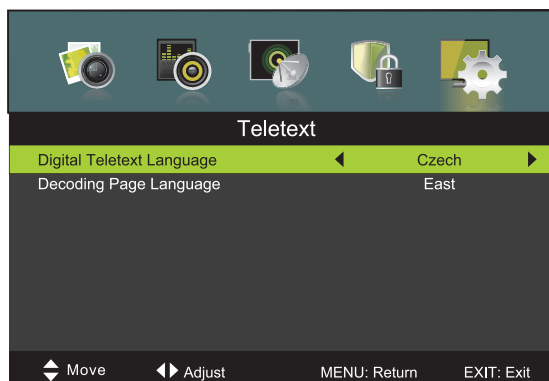 Teletext
Digital Teletext Language Czech
Decoding Page Language East
Move Adjust MENU: Return EXIT: Exit